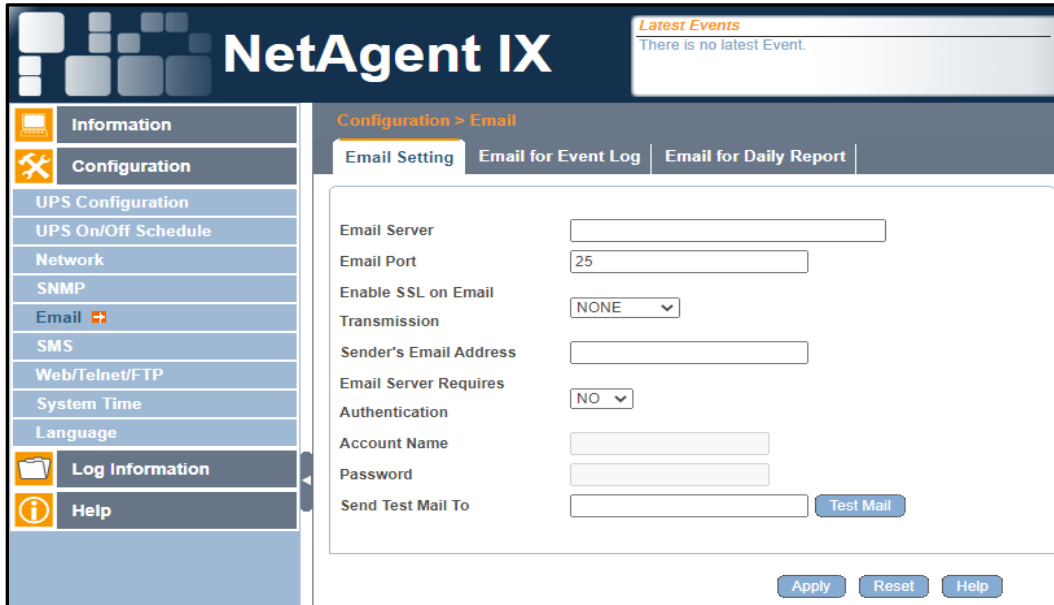 NetAgent IX
Latest Events
There is no latest Event.
Information
Configuration
UPS Configuration
UPS On/Off Schedule
Network
SNMP
Email
SMS
Web/Telnet/FTP
System Time
Language
Log Information
Help
Configuration > Email
Email Setting
Email for Event Log
Email for Daily Report
Email Server
Email Port 25
Enable SSL on Email
Transmission
NONE
Sender's Email Address
Email Server Requires
Authentication
NO
Account Name
Password
Send Test Mail To
Test Mail
Apply
Reset
Help